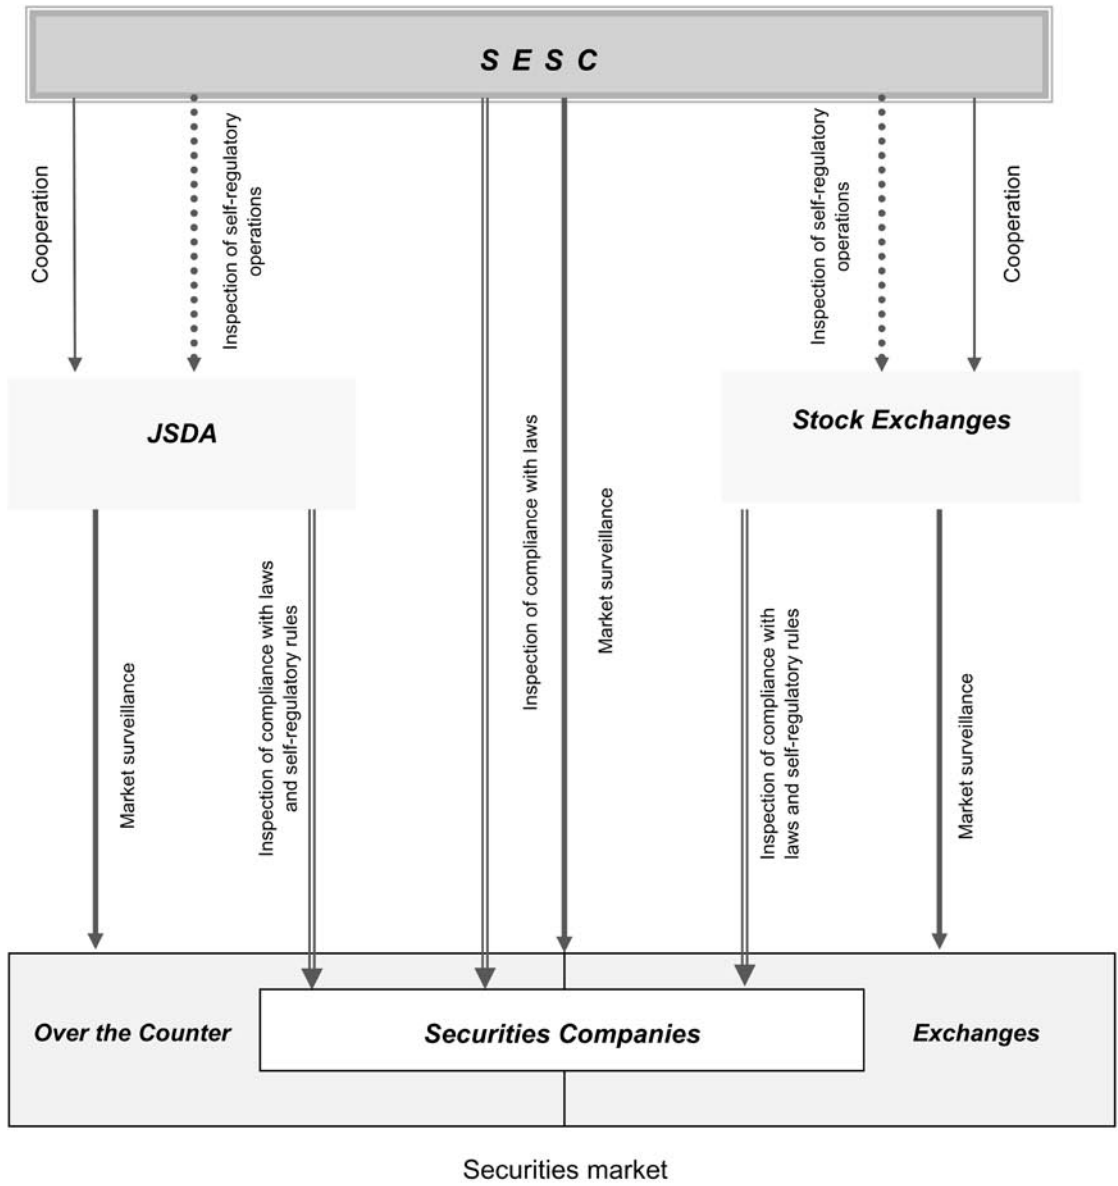 S E S C
Cooperation
Inspection of self-regulatory
operations
Inspection of self-regulatory
operations
Cooperation
JSDA
Stock Exchanges
Market surveillance
Inspection of compliance with laws
and self-regulatory rules
Inspection of compliance with laws
Market surveillance
Inspection of compliance with
laws and self-regulatory rules
Market surveillance
Over the Counter
Securities Companies
Exchanges
Securities market